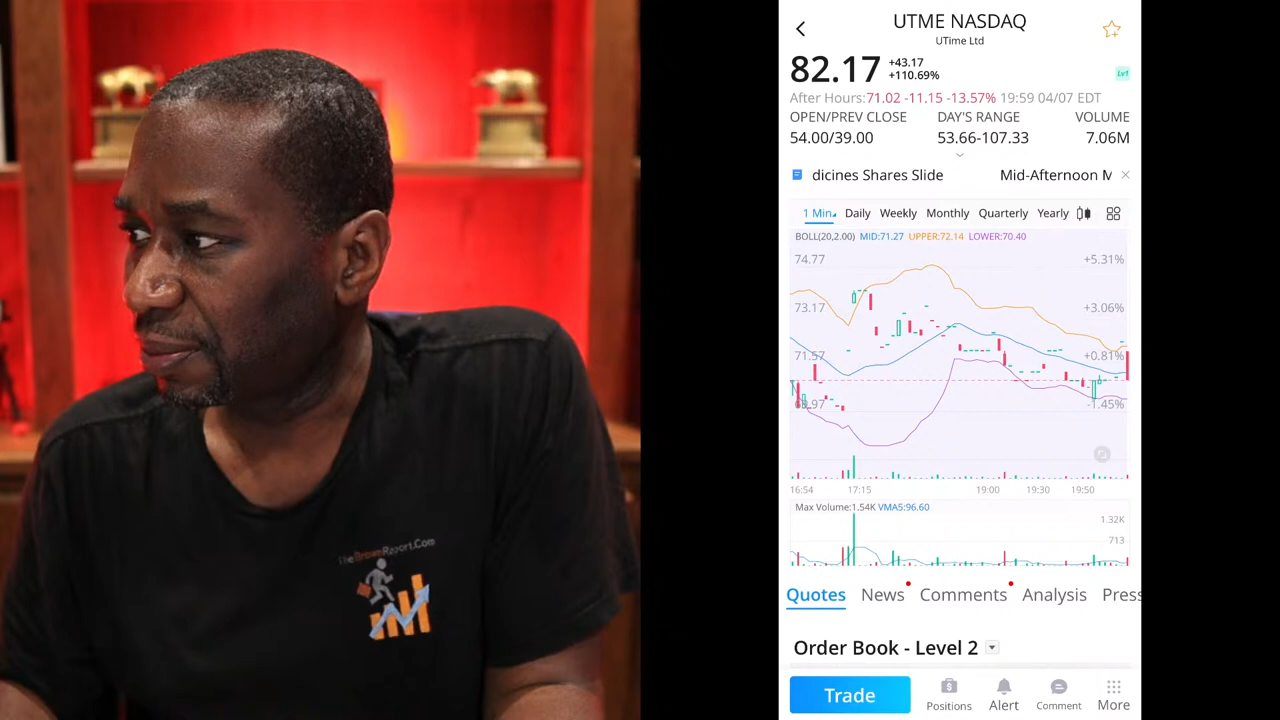 TheBrownReport.Com
UTME NASDAQ
UTime Ltd
82.17
+43.17
+110.69%
Lv1
After Hours:71.02 -11.15 -13.57% 19:59 04/07 EDT
OPEN/PREV CLOSE DAY'S RANGE VOLUME
54.00/39.00 53.66-107.33 7.06M
dicines Shares Slide Mid-Afternoon M
1 Min Daily Weekly Monthly Quarterly Yearly
BOLL(20,2.00) MID:71.27 UPPER:72.14 LOWER:70.40
74.77 +5.31%
73.17 +3.06%
71.57 +0.81%
69.97 -1.45%
16:54 17:15 19:00 19:30 19:50
Max Volume:1.54K VMA5:96.60
1.32K
713
Quotes News Comments Analysis Press
Order Book - Level 2
Trade Positions Alert Comment More